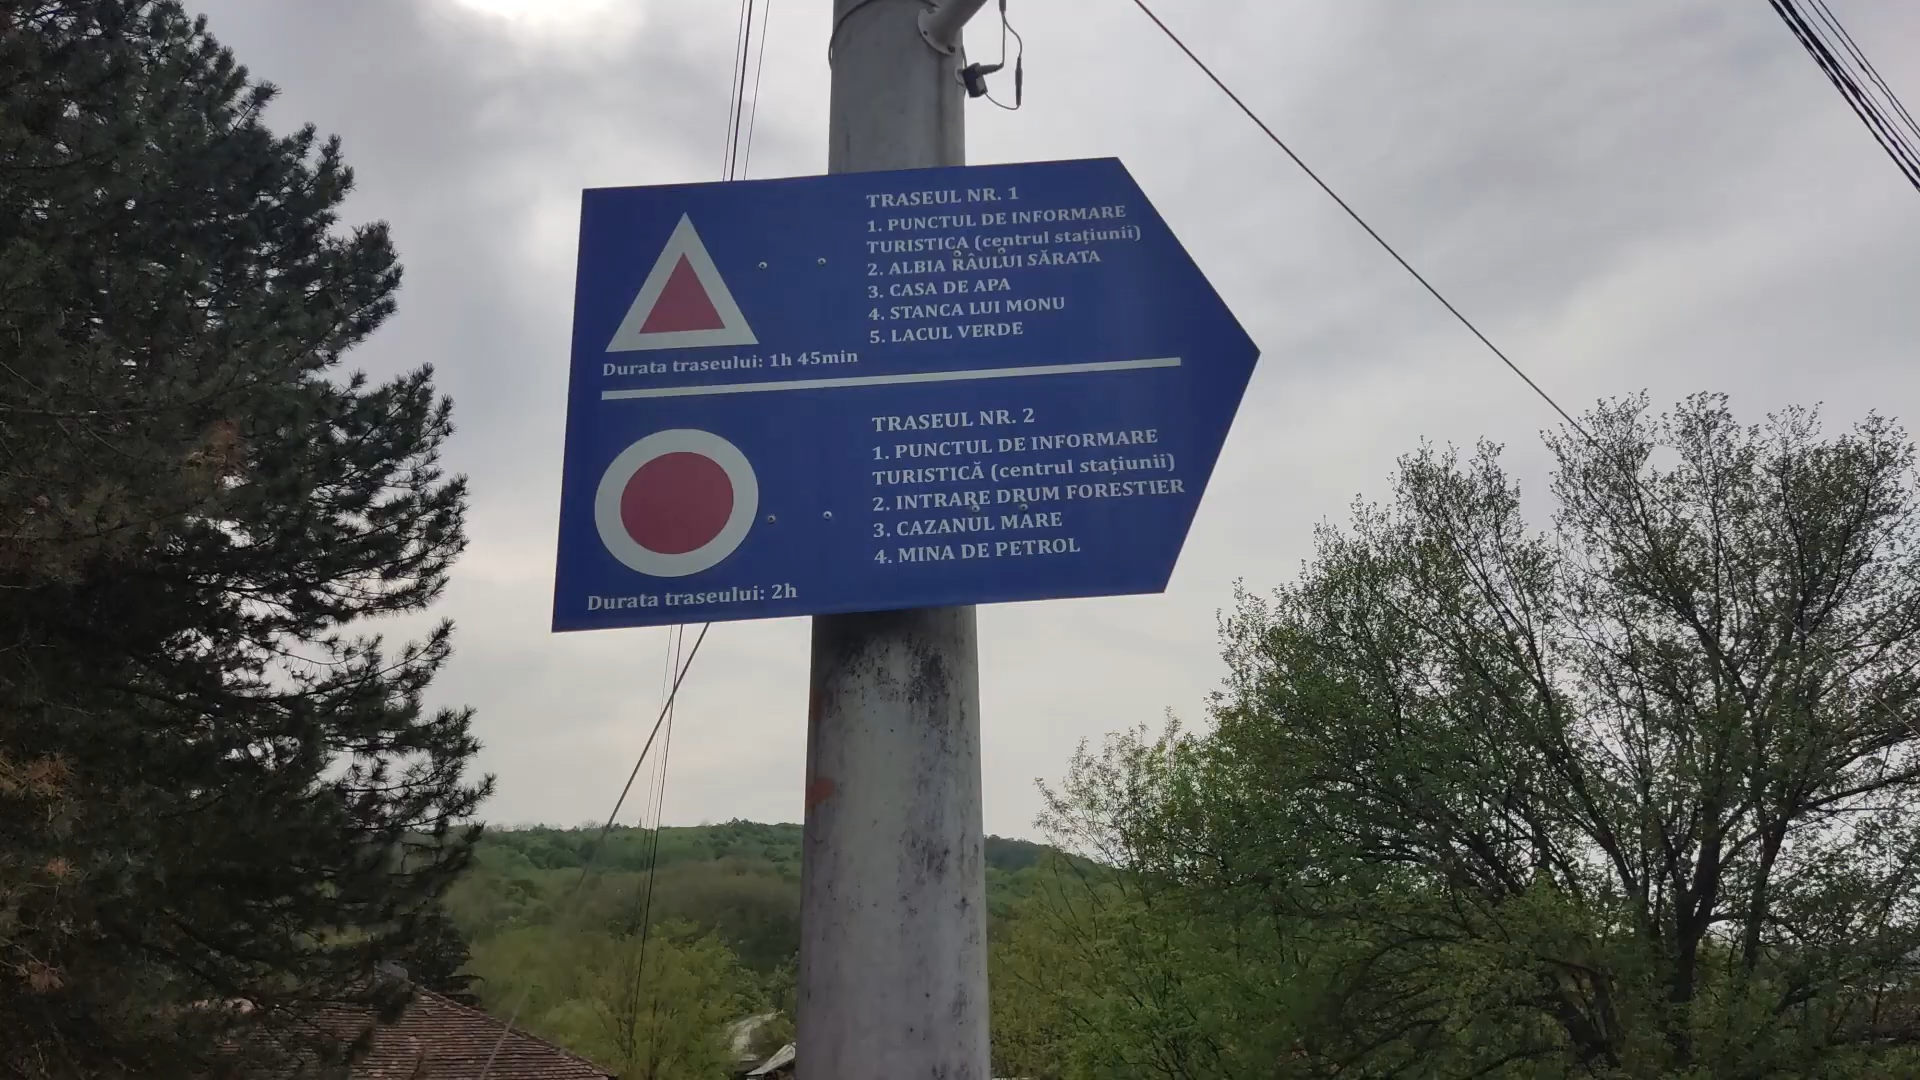 TRASEUL NR. 1
1. PUNCTUL DE INFORMARE
TURISTICA (centrul stațiunii)
2. ALBIA RÂULUI SĂRATA
3. CASA DE APA
4. STANCA LUI MONU
5. LACUL VERDE
Durata traseului: 1h 45min
TRASEUL NR. 2
1. PUNCTUL DE INFORMARE
TURISTICĂ (centrul stațiunii)
2. INTRARE DRUM FORESTIER
3. CAZANUL MARE
4. MINA DE PETROL
Durata traseului: 2h